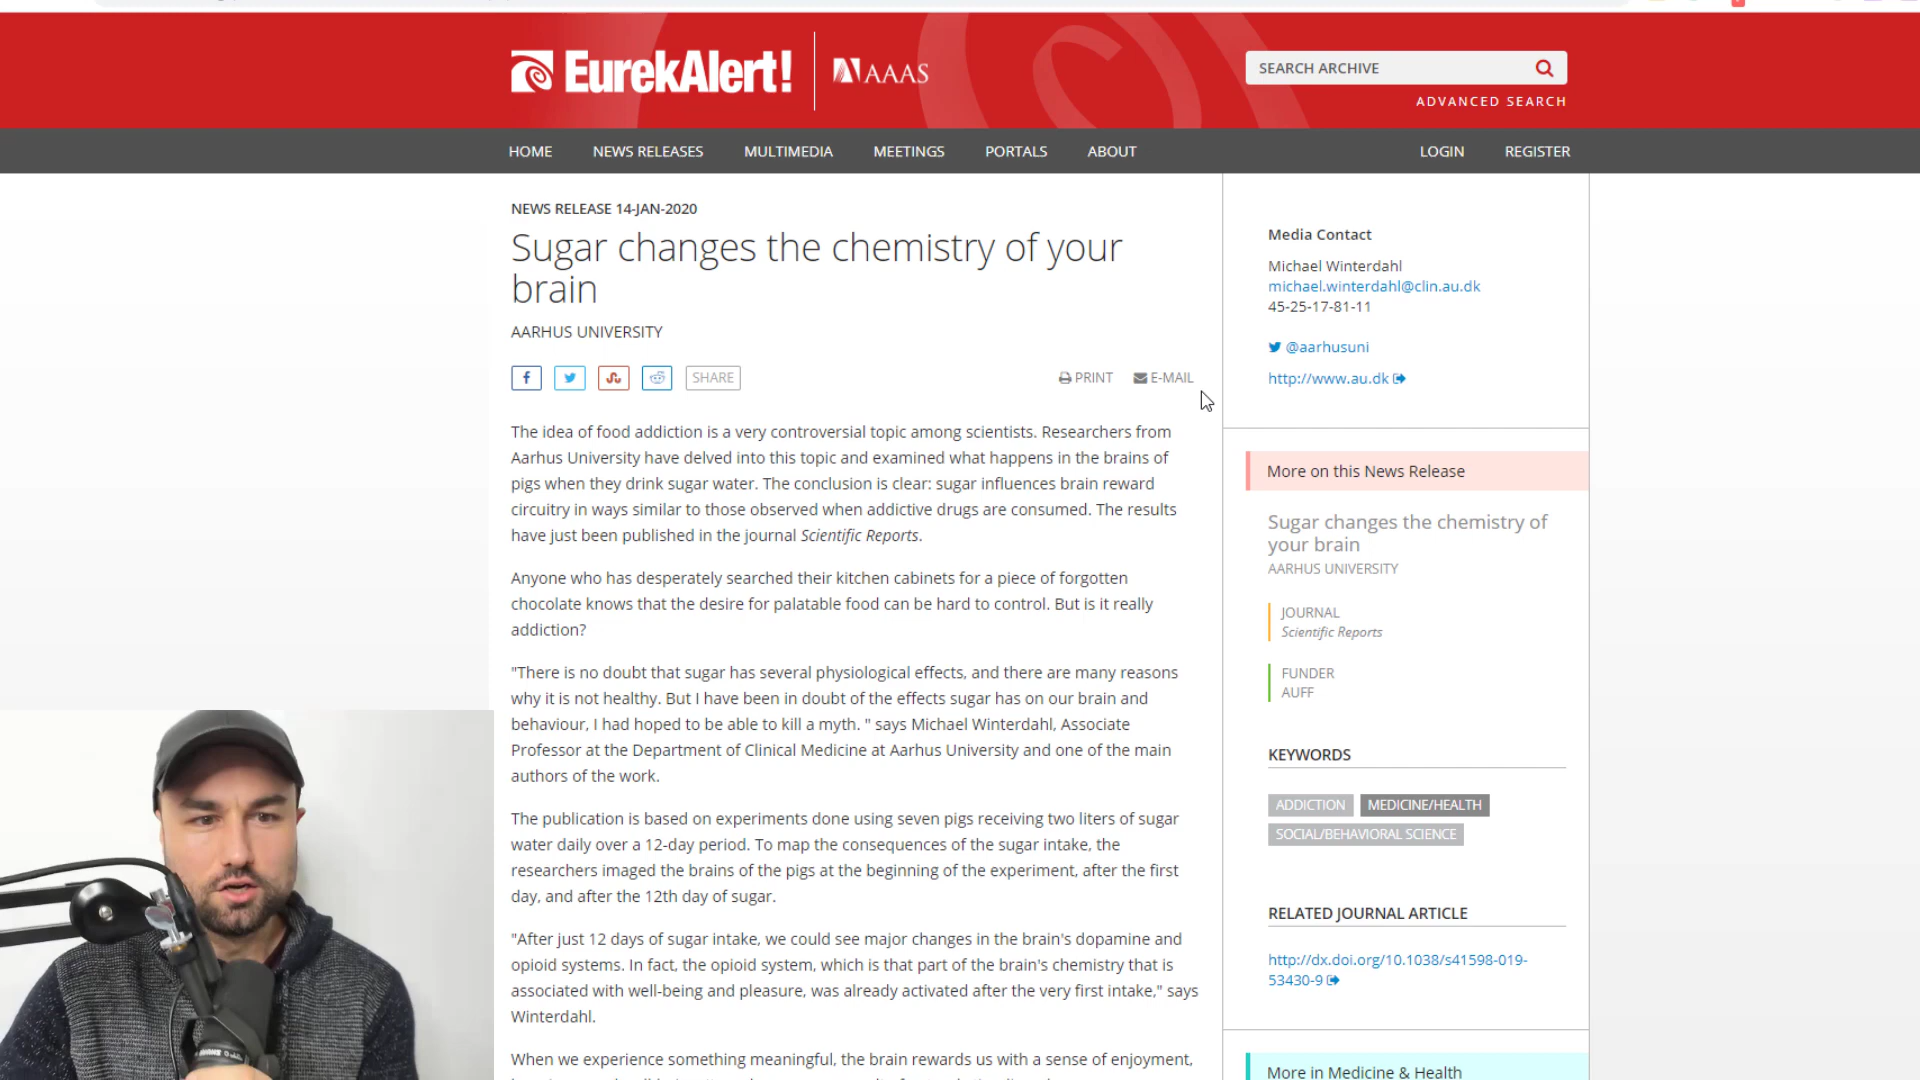 EurekAlert!
AAAS
SEARCH ARCHIVE
ADVANCED SEARCH
HOME
NEWS RELEASES
MULTIMEDIA
MEETINGS
PORTALS
ABOUT
LOGIN
REGISTER
NEWS RELEASE 14-JAN-2020
Sugar changes the chemistry of your
brain
AARHUS UNIVERSITY
SHARE
PRINT
E-MAIL
The idea of food addiction is a very controversial topic among scientists. Researchers from
Aarhus University have delved into this topic and examined what happens in the brains of
pigs when they drink sugar water. The conclusion is clear: sugar influences brain reward
circuitry in ways similar to those observed when addictive drugs are consumed. The results
have just been published in the journal Scientific Reports.
Anyone who has desperately searched their kitchen cabinets for a piece of forgotten
chocolate knows that the desire for palatable food can be hard to control. But is it really
addiction?
"There is no doubt that sugar has several physiological effects, and there are many reasons
why it is not healthy. But I have been in doubt of the effects sugar has on our brain and
behaviour, I had hoped to be able to kill a myth. " says Michael Winterdahl, Associate
Professor at the Department of Clinical Medicine at Aarhus University and one of the main
authors of the work.
The publication is based on experiments done using seven pigs receiving two liters of sugar
water daily over a 12-day period. To map the consequences of the sugar intake, the
researchers imaged the brains of the pigs at the beginning of the experiment, after the first
day, and after the 12th day of sugar.
"After just 12 days of sugar intake, we could see major changes in the brain's dopamine and
opioid systems. In fact, the opioid system, which is that part of the brain's chemistry that is
associated with well-being and pleasure, was already activated after the very first intake," says
Winterdahl.
When we experience something meaningful, the brain rewards us with a sense of enjoyment,
Media Contact
Michael Winterdahl
michael.winterdahl@clin.au.dk
45-25-17-81-11
@aarhusuni
http://www.au.dk
More on this News Release
Sugar changes the chemistry of
your brain
AARHUS UNIVERSITY
JOURNAL
Scientific Reports
FUNDER
AUFF
KEYWORDS
ADDICTION
MEDICINE/HEALTH
SOCIAL/BEHAVIORAL SCIENCE
RELATED JOURNAL ARTICLE
http://dx.doi.org/10.1038/s41598-019-
53430-9
More in Medicine & Health